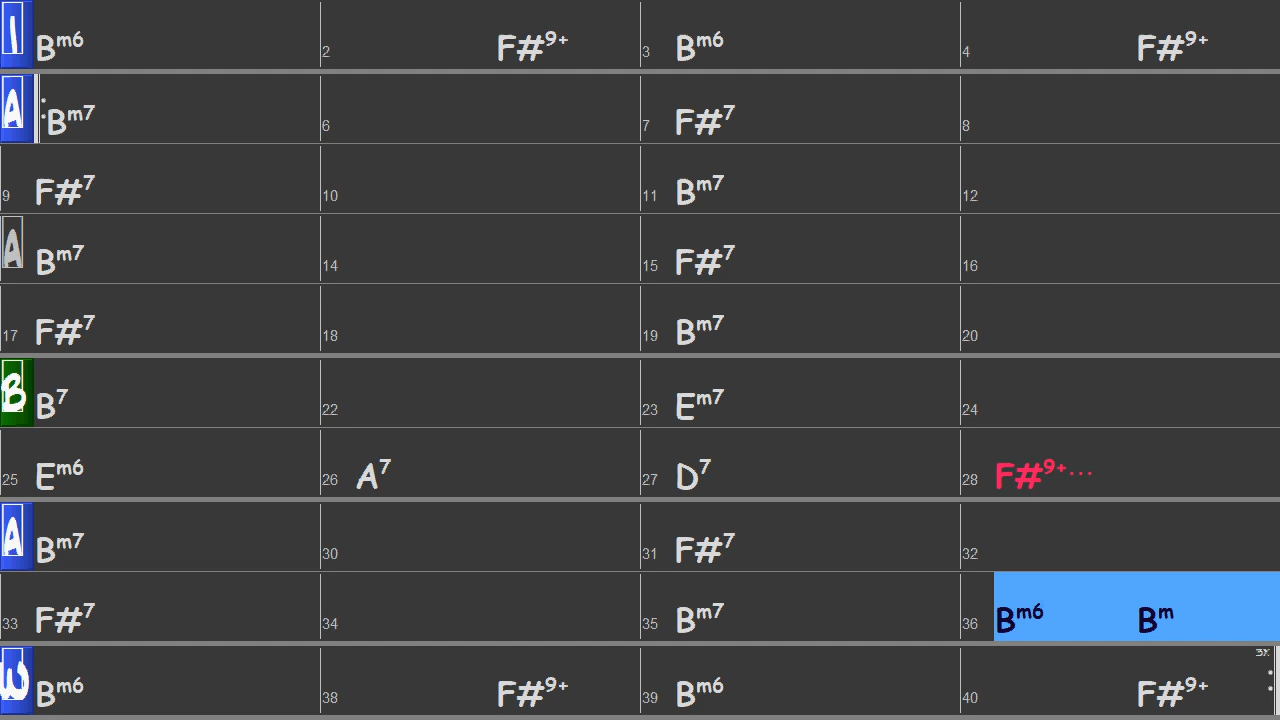 I Bm6 2 F#9+ 3 Bm6 4 F#9+
A Bm7 6 7 F#7 8
9 F#7 10 11 Bm7 12
A Bm7 14 15 F#7 16
17 F#7 18 19 Bm7 20
B B7 22 23 Em7 24
25 Em6 26 A7 27 D7 28 F#9+...
A Bm7 30 31 F#7 32
33 F#7 34 35 Bm7 36 Bm6 Bm
3x
Bm6 38 F#9+ 39 Bm6 40 F#9+